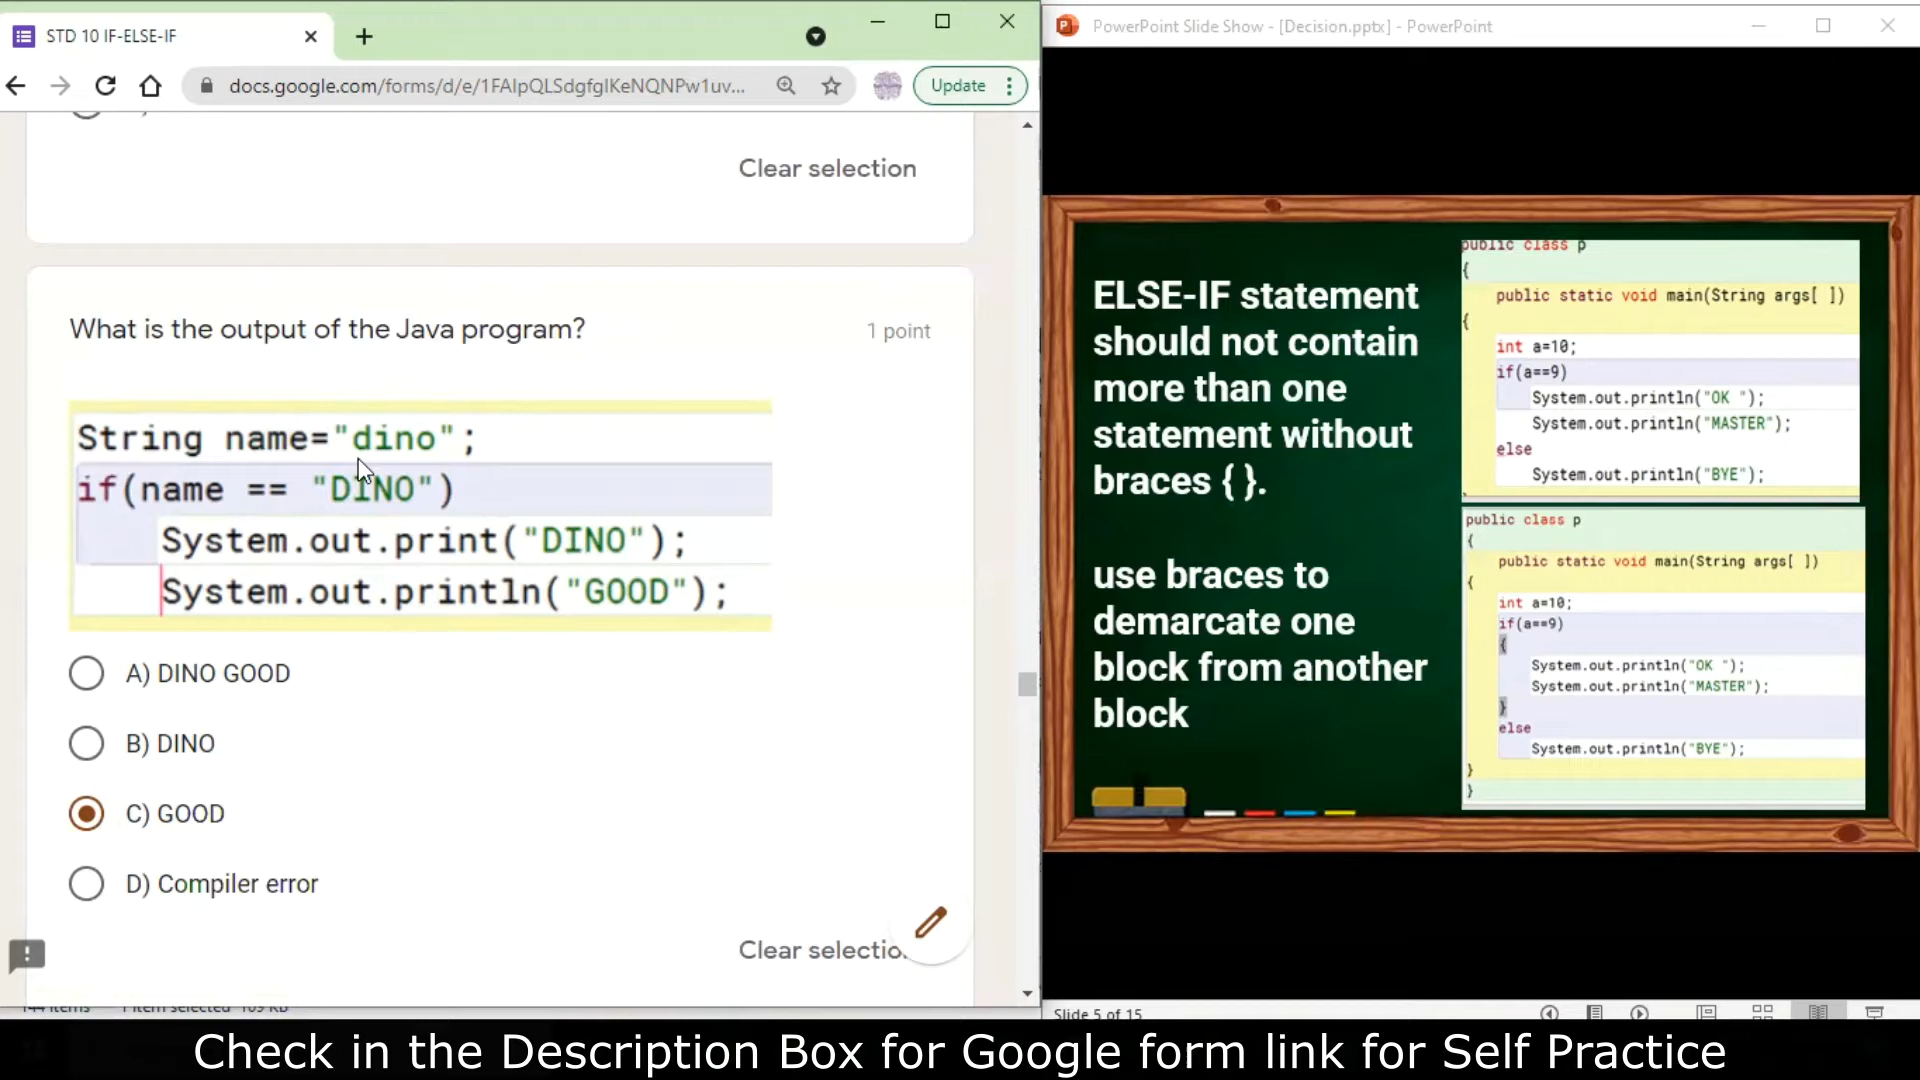 STD 10 IF-ELSE-IF
docs.google.com/forms/d/e/1FAIpQLSdgfgIKeNQNPw1uv...
Update
Clear selection
What is the output of the Java program?
1 point
String name="dino";
if(name == "DINO")
System.out.print("DINO");
System.out.println("GOOD");
A) DINO GOOD
B) DINO
C) GOOD
D) Compiler error
Clear selectio
PowerPoint Slide Show - [Decision.pptx] - PowerPoint
ELSE-IF statement
should not contain
more than one
statement without
braces { }.
use braces to
demarcate one
block from another
block
public class p
{
public static void main(String args[ ])
{
int a=10;
if(a==9)
System.out.println("OK ");
System.out.println("MASTER");
else
System.out.println("BYE");
public class p
{
public static void main(String args[ ])
{
int a=10;
if(a==9)
{
System.out.println("OK ");
System.out.println("MASTER");
}
else
System.out.println("BYE");
}
}
Slide 5 of 15
Check in the Description Box for Google form link for Self Practice